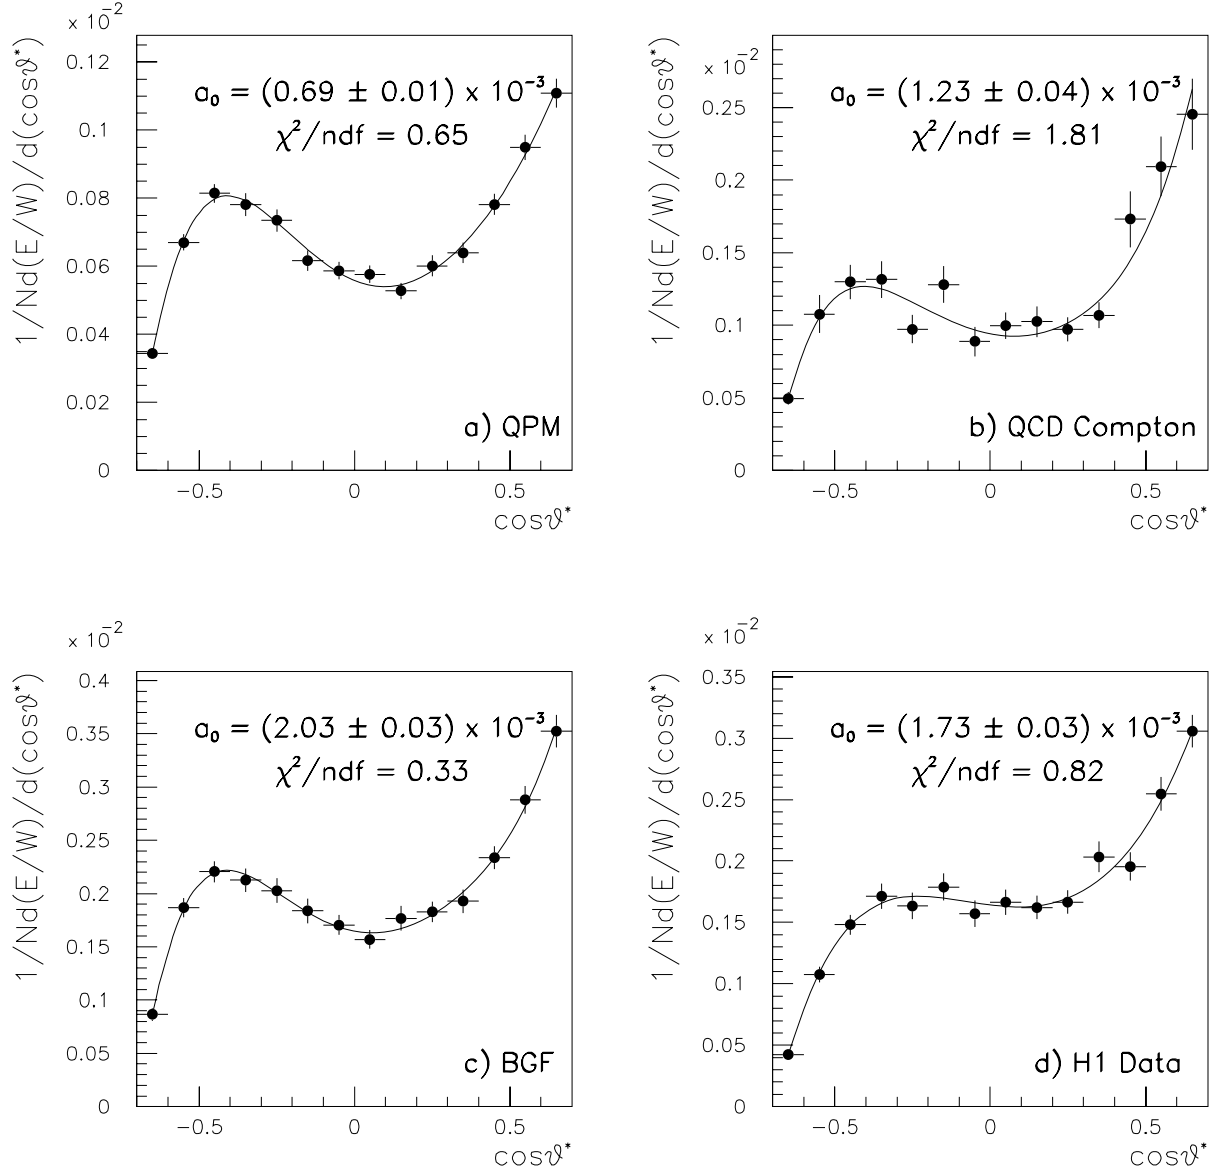 × 10⁻²
1/Nd(E/W)/d(cosϑ*)
0.12
0.1
0.08
0.06
0.04
0.02
0
a₀ = (0.69 ± 0.01) × 10⁻³
χ²/ndf = 0.65
a) QPM
-0.5
0
0.5
cosϑ*
× 10⁻²
1/Nd(E/W)/d(cosϑ*)
0.25
0.2
0.15
0.1
0.05
0
a₀ = (1.23 ± 0.04) × 10⁻³
χ²/ndf = 1.81
b) QCD Compton
-0.5
0
0.5
cosϑ*
× 10⁻²
1/Nd(E/W)/d(cosϑ*)
0.4
0.35
0.3
0.25
0.2
0.15
0.1
0.05
0
a₀ = (2.03 ± 0.03) × 10⁻³
χ²/ndf = 0.33
c) BGF
-0.5
0
0.5
cosϑ*
× 10⁻²
1/Nd(E/W)/d(cosϑ*)
0.35
0.3
0.25
0.2
0.15
0.1
0.05
0
a₀ = (1.73 ± 0.03) × 10⁻³
χ²/ndf = 0.82
d) H1 Data
-0.5
0
0.5
cosϑ*